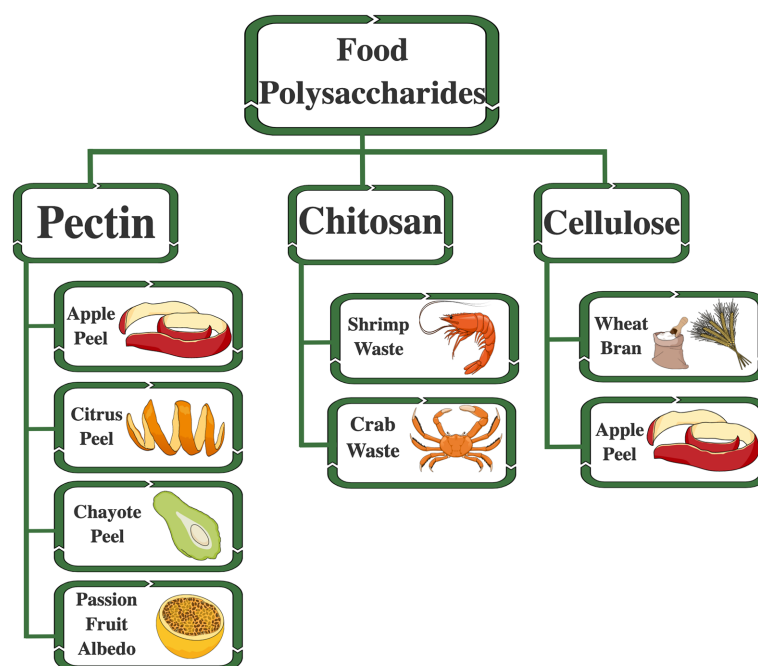 Food
Polysaccharides
Pectin
Apple
Peel
Citrus
Peel
Chayote
Peel
Passion
Fruit
Albedo
Chitosan
Shrimp
Waste
Crab
Waste
Cellulose
Wheat
Bran
Apple
Peel